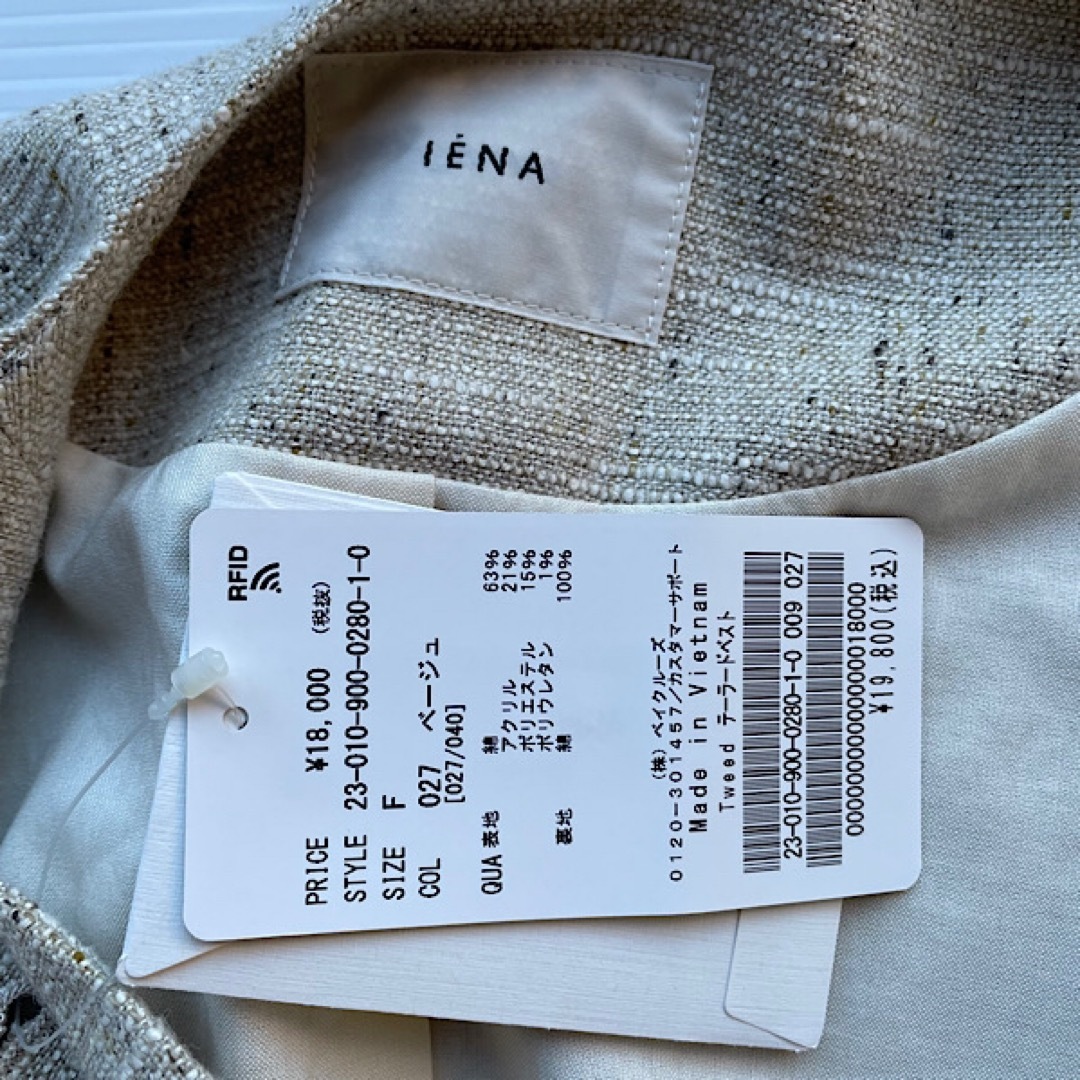 IÉNA
RFID
PRICE ¥18,000 (税抜)
STYLE 23-010-900-0280-1-0
SIZE F
COL 027 ベージュ
[027/040]
QUA 表地 綿 63%
アクリル 21%
ポリエステル 15%
ポリウレタン 1%
裏地 綿 100%
(株)ベイクルーズ
0120-301457/カスタマーサポート
Made in Vietnam
Tweed テーラードベスト
23-010-900-0280-1-0 009 027
0000000000000000018000
¥19,800(税込)